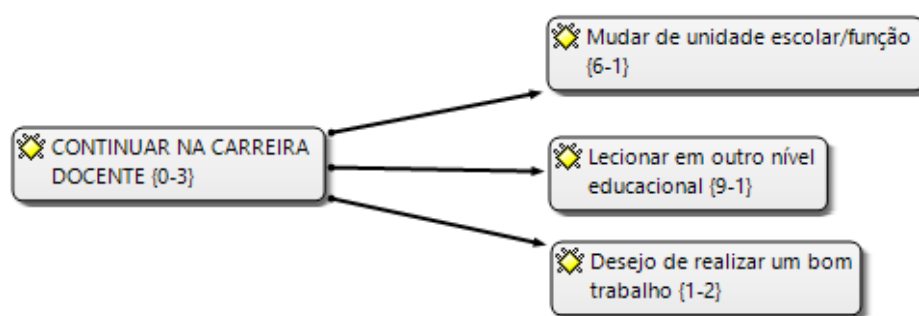 Mudar de unidade escolar/função
{6-1}
CONTINUAR NA CARREIRA
DOCENTE {0-3}
Lecionar em outro nível
educacional {9-1}
Desejo de realizar um bom
trabalho {1-2}